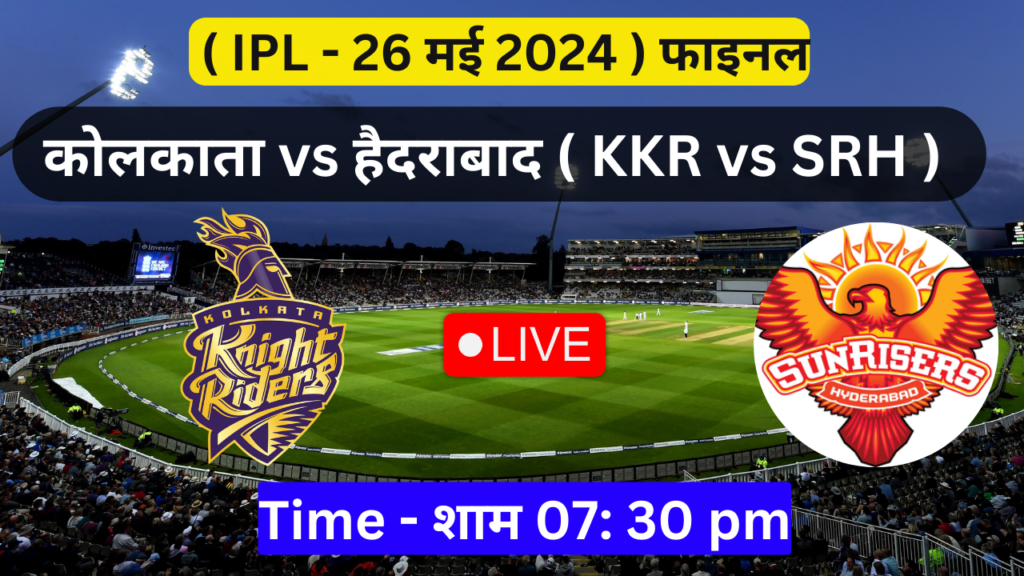 ( IPL - 26 मई 2024 ) फाइनल
कोलकाता vs हैदराबाद ( KKR vs SRH )
Investec
KOLKATA
Knight
Riders
LIVE
SUNRISERS
HYDERABAD
Time - शाम 07: 30 pm